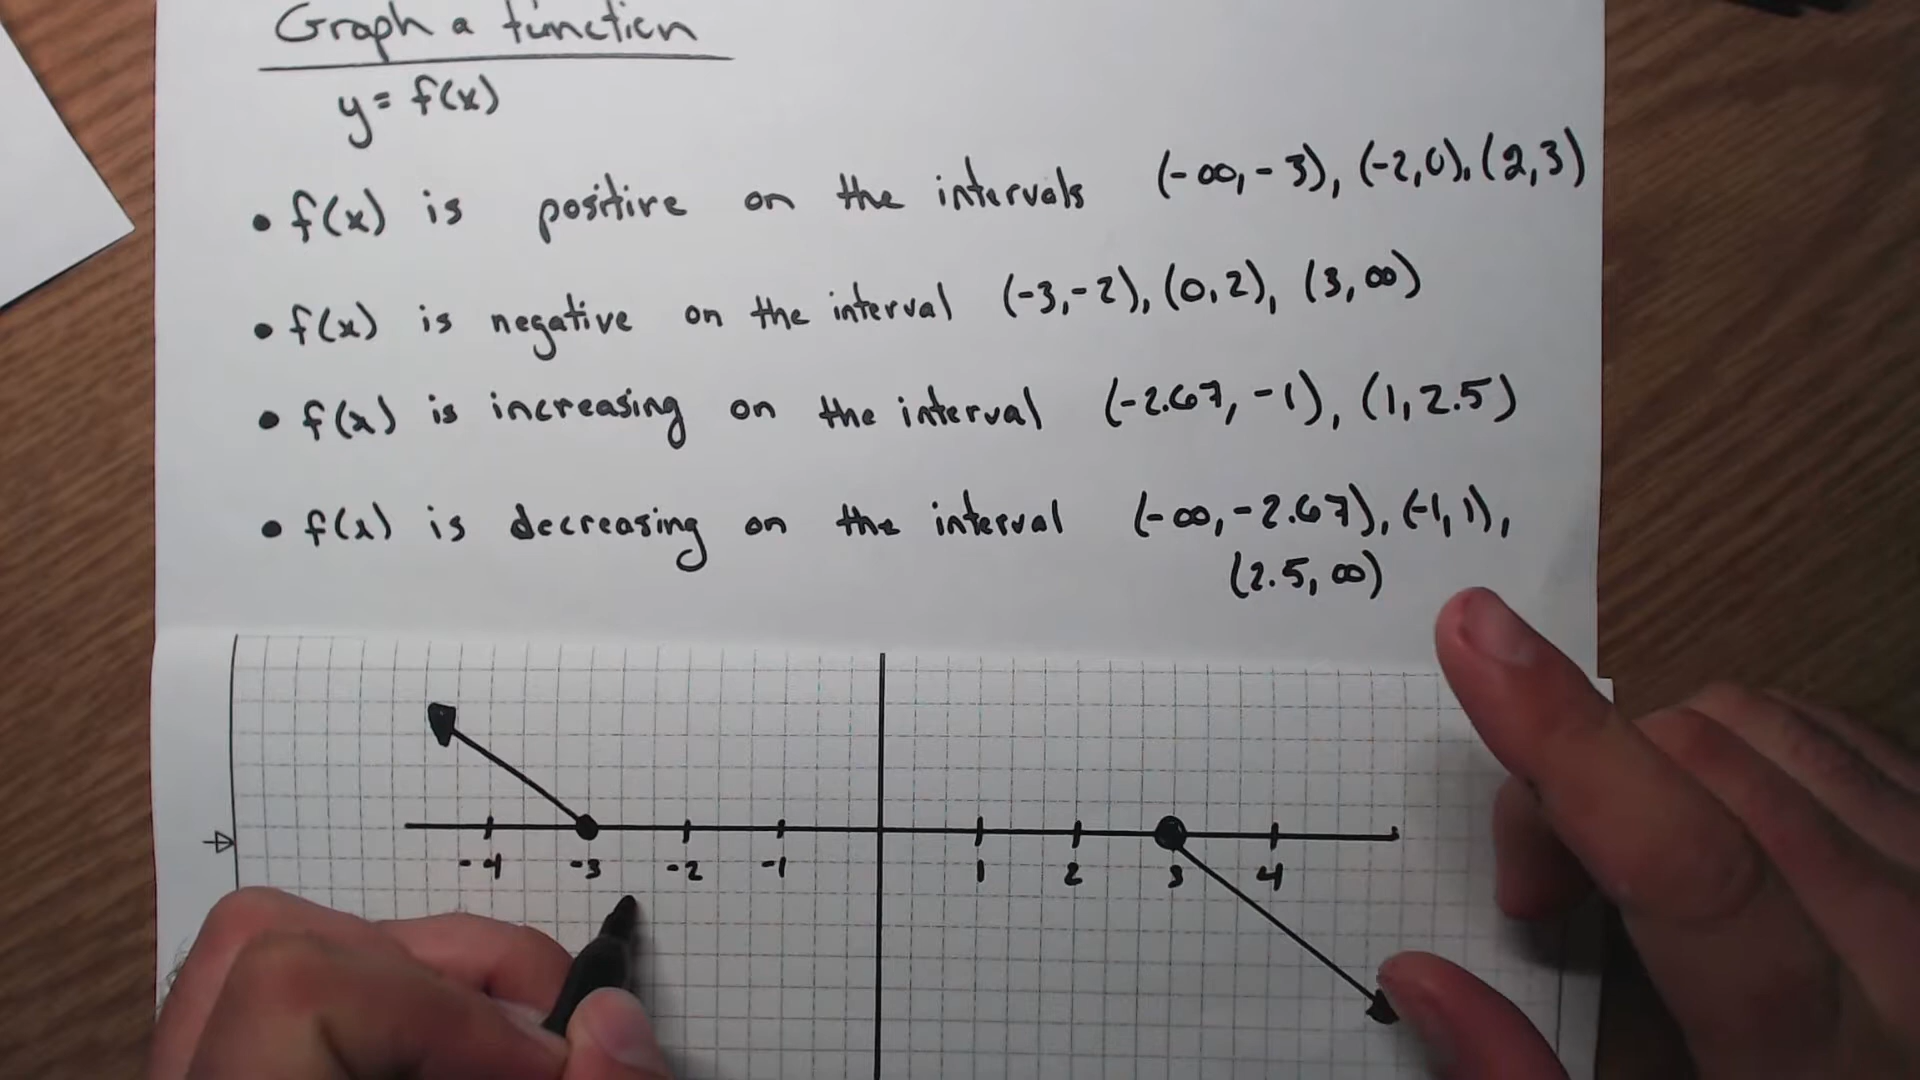 Graph a function
y = f(x)
• f(x) is positive on the intervals (-∞, -3), (-2,0), (2,3)
• f(x) is negative on the interval (-3,-2), (0,2), (3,∞)
• f(x) is increasing on the interval (-2.67, -1), (1, 2.5)
• f(x) is decreasing on the interval (-∞, -2.67), (-1, 1),
(2.5, ∞)
-4 -3 -2 -1 1 2 3 4